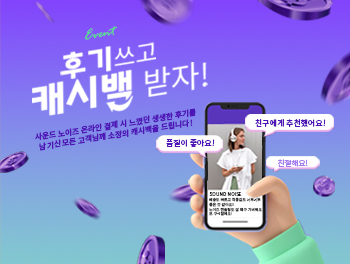 Event
후기쓰고
캐시백 받자!
사운드 노이즈 온라인 결제 시 느꼈던 생생한 후기를
남기신 모든 고객님께 소정의 캐시백을 드립니다!
친구에게 추천했어요!
품질이 좋아요!
친절해요!
SOUND NOISE